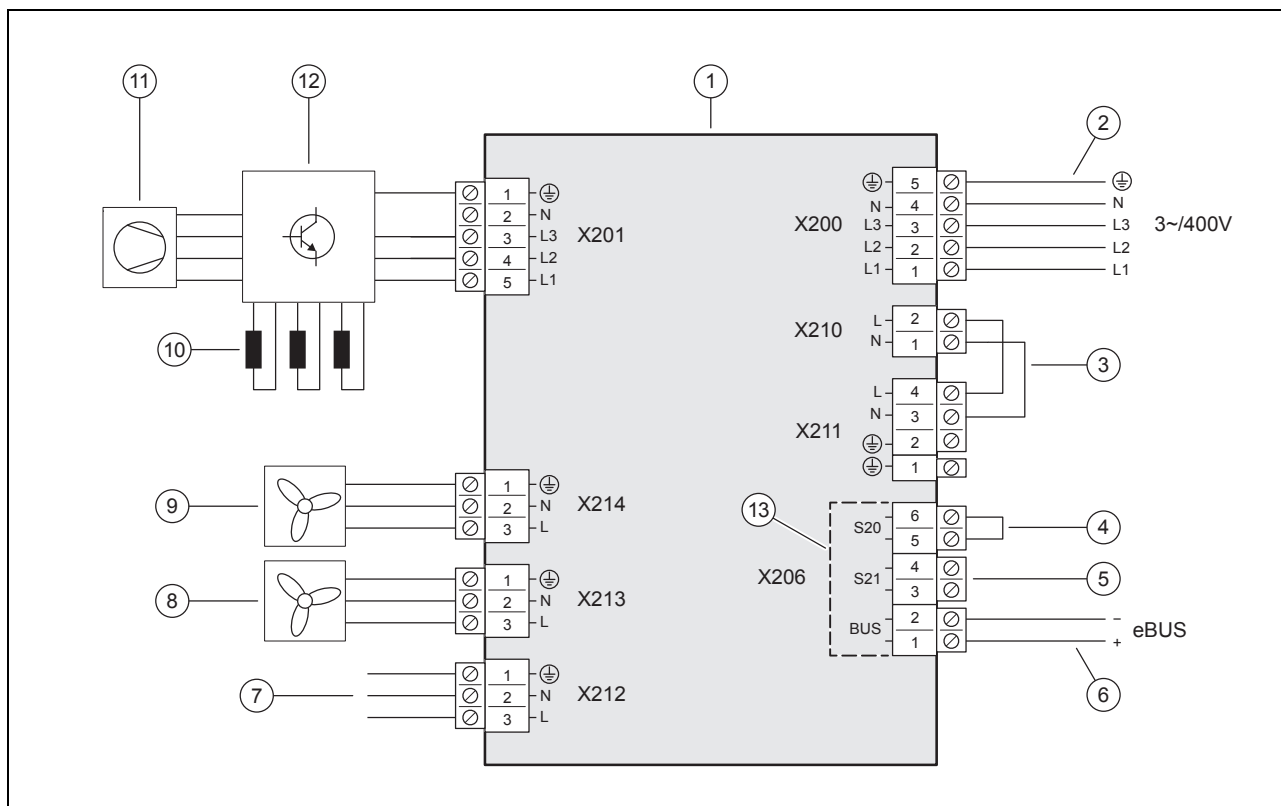 11
12
1
2
5
N 4 N
X200 L3 3 L3 3~/400V
L2 2 L2
L1 1 L1
1
2 N
3 L3 X201
4 L2
5 L1
10
L 2
X210
N 1
3
L 4
N 3
X211
2
1
9
1
2 N X214
3 L
13
S20 6
5
4
X206 S21 4
3
5
BUS 2 –
1 + eBUS
6
8
1
2 N X213
3 L
7
1
2 N X212
3 L